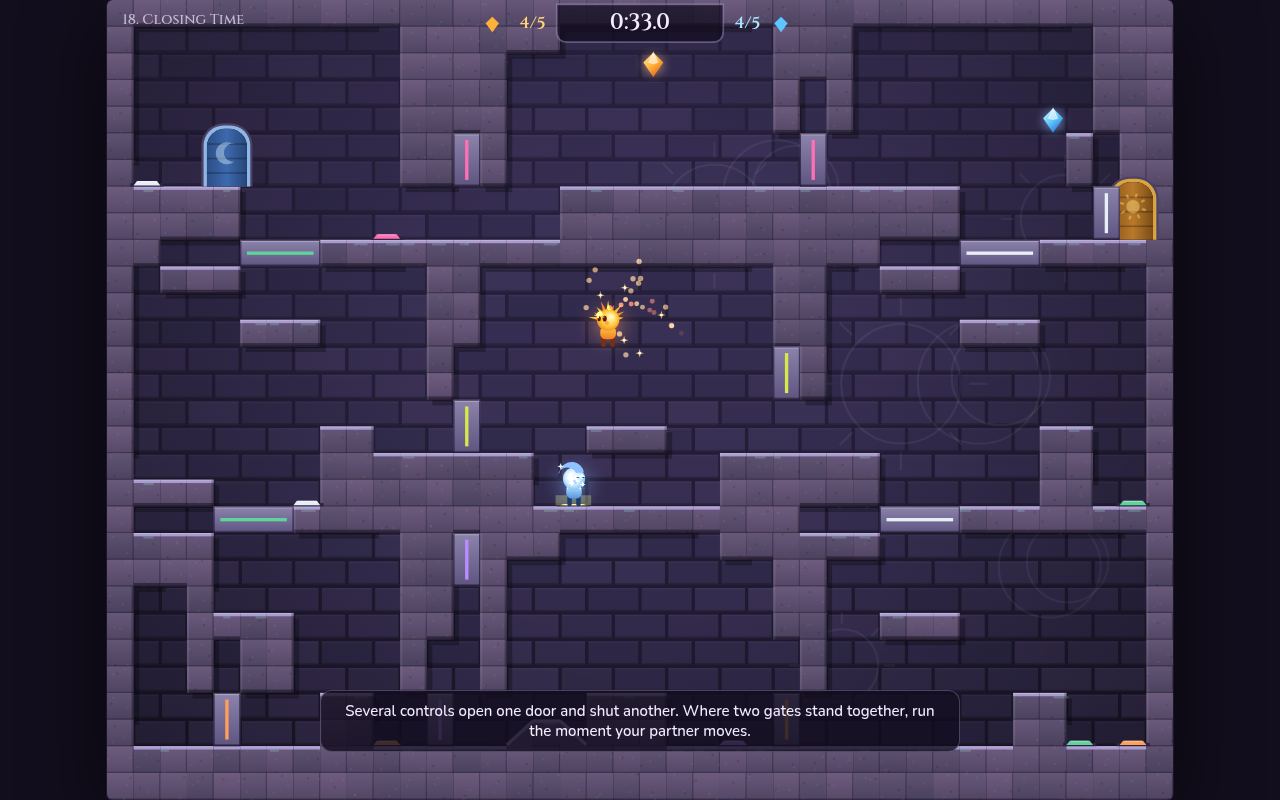 18. Closing Time
4/5
0:33.0
4/5
Several controls open one door and shut another. Where two gates stand together, run
the moment your partner moves.